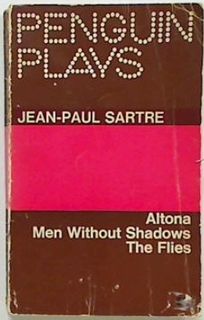 PENGUIN
PLAYS
JEAN-PAUL SARTRE
Altona
Men Without Shadows
The Flies